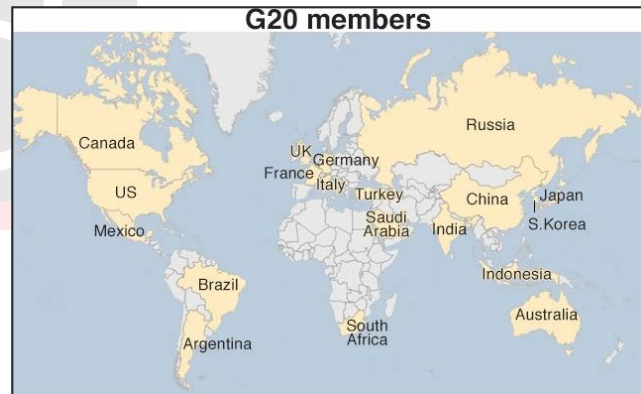 G20 members
Canada
US
Mexico
Brazil
Argentina
UK
Germany
France
Italy
Turkey
Saudi
Arabia
South
Africa
Russia
China
Japan
S.Korea
India
Indonesia
Australia